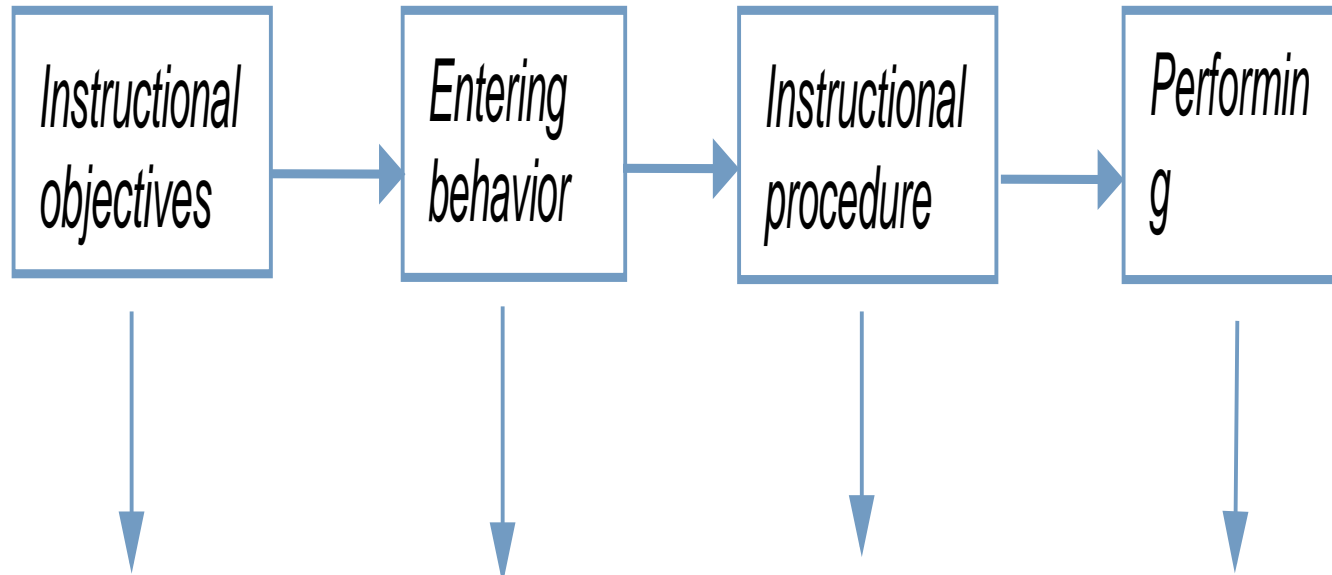 Instructional
objectives
Entering
behavior
Instructional
procedure
Performin
g